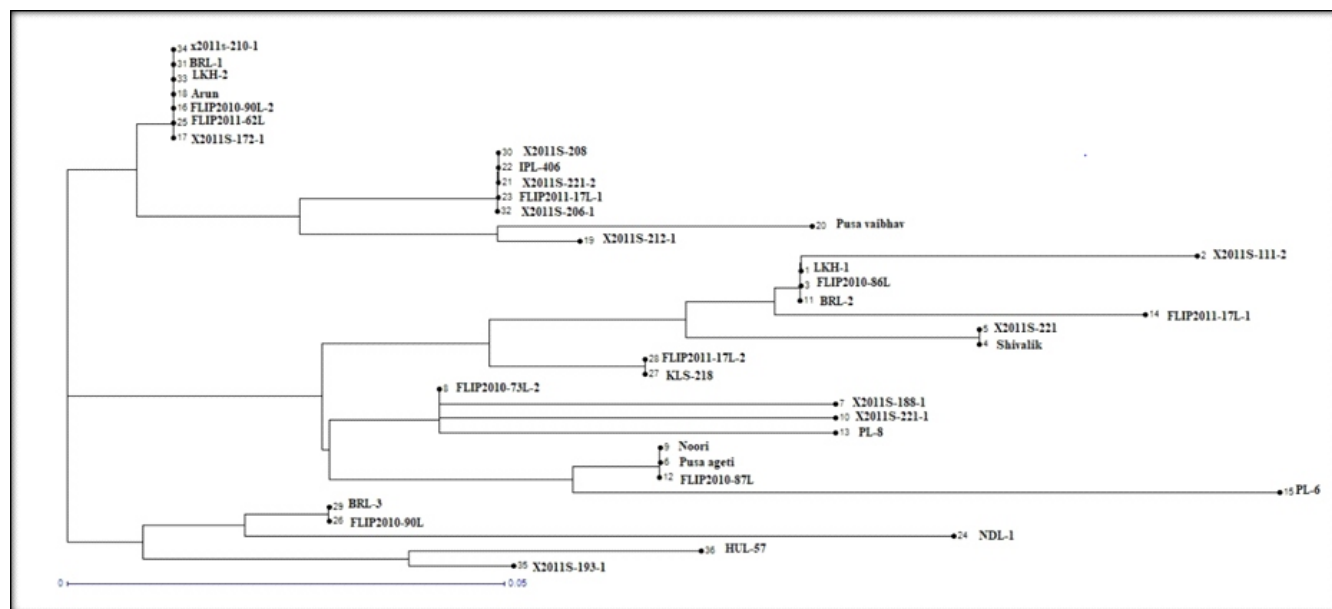 34 x2011s-210-1
31 BRL-1
33 LKH-2
18 Arun
16 FLIP2010-90L-2
25 FLIP2011-62L
17 X2011S-172-1
30 X2011S-208
22 IPL-406
21 X2011S-221-2
23 FLIP2011-17L-1
32 X2011S-206-1
20 Pusa vaibhav
19 X2011S-212-1
2 X2011S-111-2
1 LKH-1
3 FLIP2010-86L
11 BRL-2
14 FLIP2011-17L-1
5 X2011S-221
4 Shivalik
28 FLIP2011-17L-2
27 KLS-218
8 FLIP2010-73L-2
7 X2011S-188-1
10 X2011S-221-1
13 PL-8
9 Noori
6 Pusa ageti
12 FLIP2010-87L
15 PL-6
29 BRL-3
26 FLIP2010-90L
24 NDL-1
36 HUL-57
35 X2011S-193-1
0 0.05